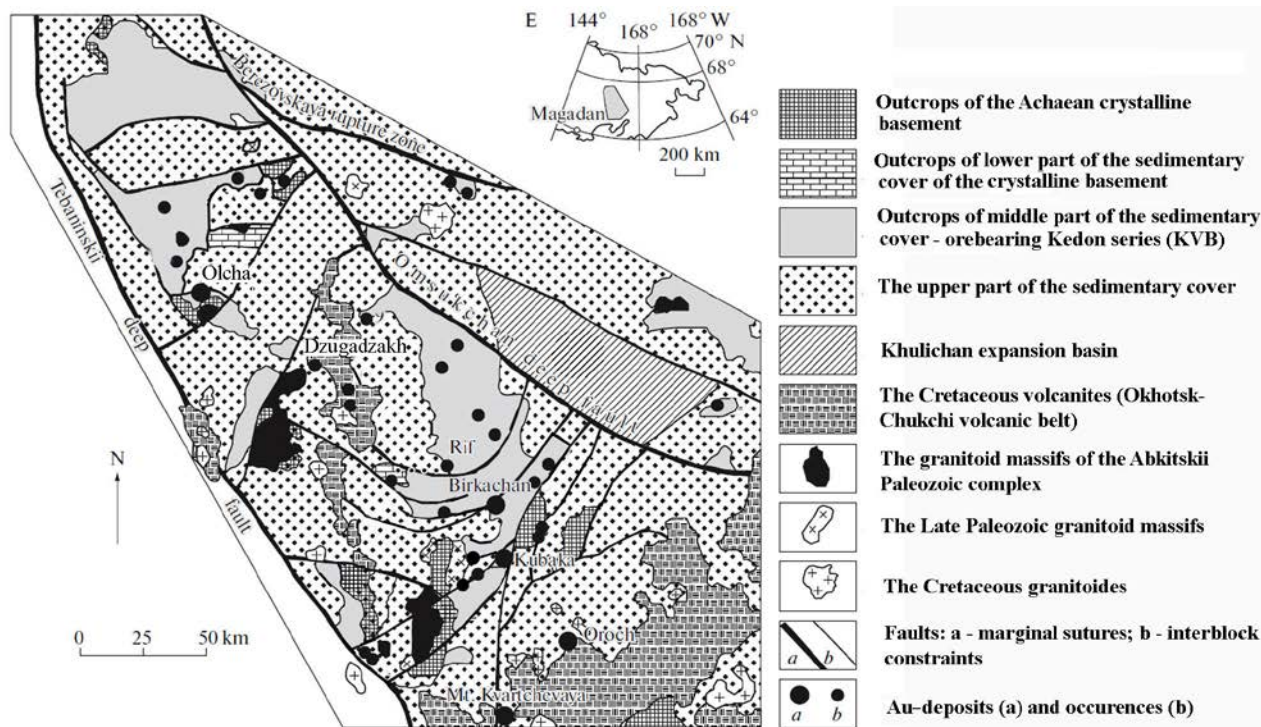 E
144°
168° W
168°
70° N
68°
64°
Magadan
200 km
Berezovskaya rupture zone
Tebaninskii deep fault
Omsukchan deep fault
Olcha
Dzugadzakh
Rif
Birkachan
Kubaka
Oroch
Mt. Kvartchevaya
N
0 25 50 km
Outcrops of the Achaean crystalline
basement
Outcrops of lower part of the sedimentary
cover of the crystalline basement
Outcrops of middle part of the sedimentary
cover - orebearing Kedon series (KVB)
The upper part of the sedimentary cover
Khulichan expansion basin
The Cretaceous volcanites (Okhotsk-
Chukchi volcanic belt)
The granitoid massifs of the Abkitskii
Paleozoic complex
The Late Paleozoic granitoid massifs
The Cretaceous granitoides
a b
Faults: a - marginal sutures; b - interblock
constraints
a b
Au-deposits (a) and occurences (b)